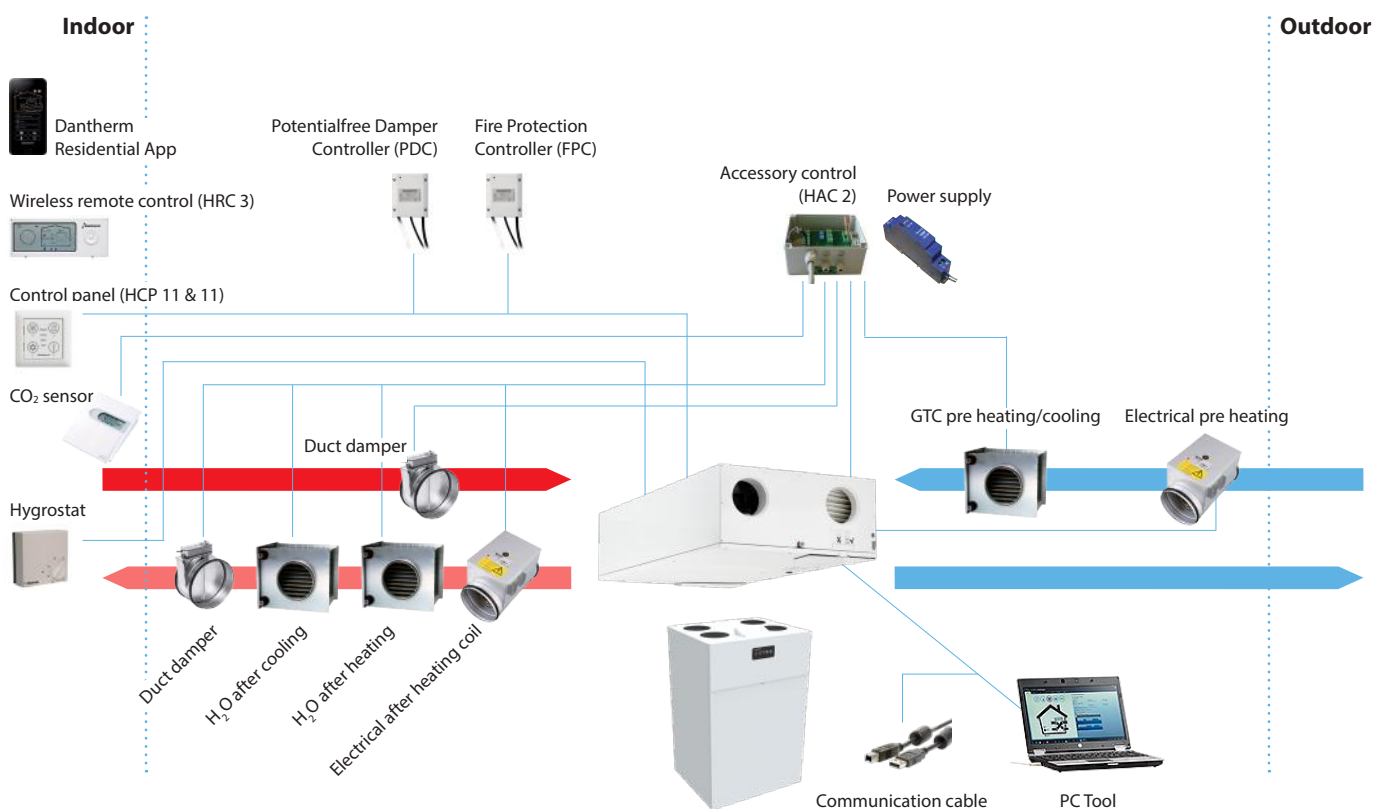 Indoor
Outdoor
Dantherm
Residential App
Potentialfree Damper
Controller (PDC)
Fire Protection
Controller (FPC)
Accessory control
(HAC 2)
Power supply
Wireless remote control (HRC 3)
Control panel (HCP 11 & 11)
CO₂ sensor
Duct damper
GTC pre heating/cooling
Electrical pre heating
Hygrostat
Duct damper
H₂O after cooling
H₂O after heating
Electrical after heating coil
Communication cable
PC Tool